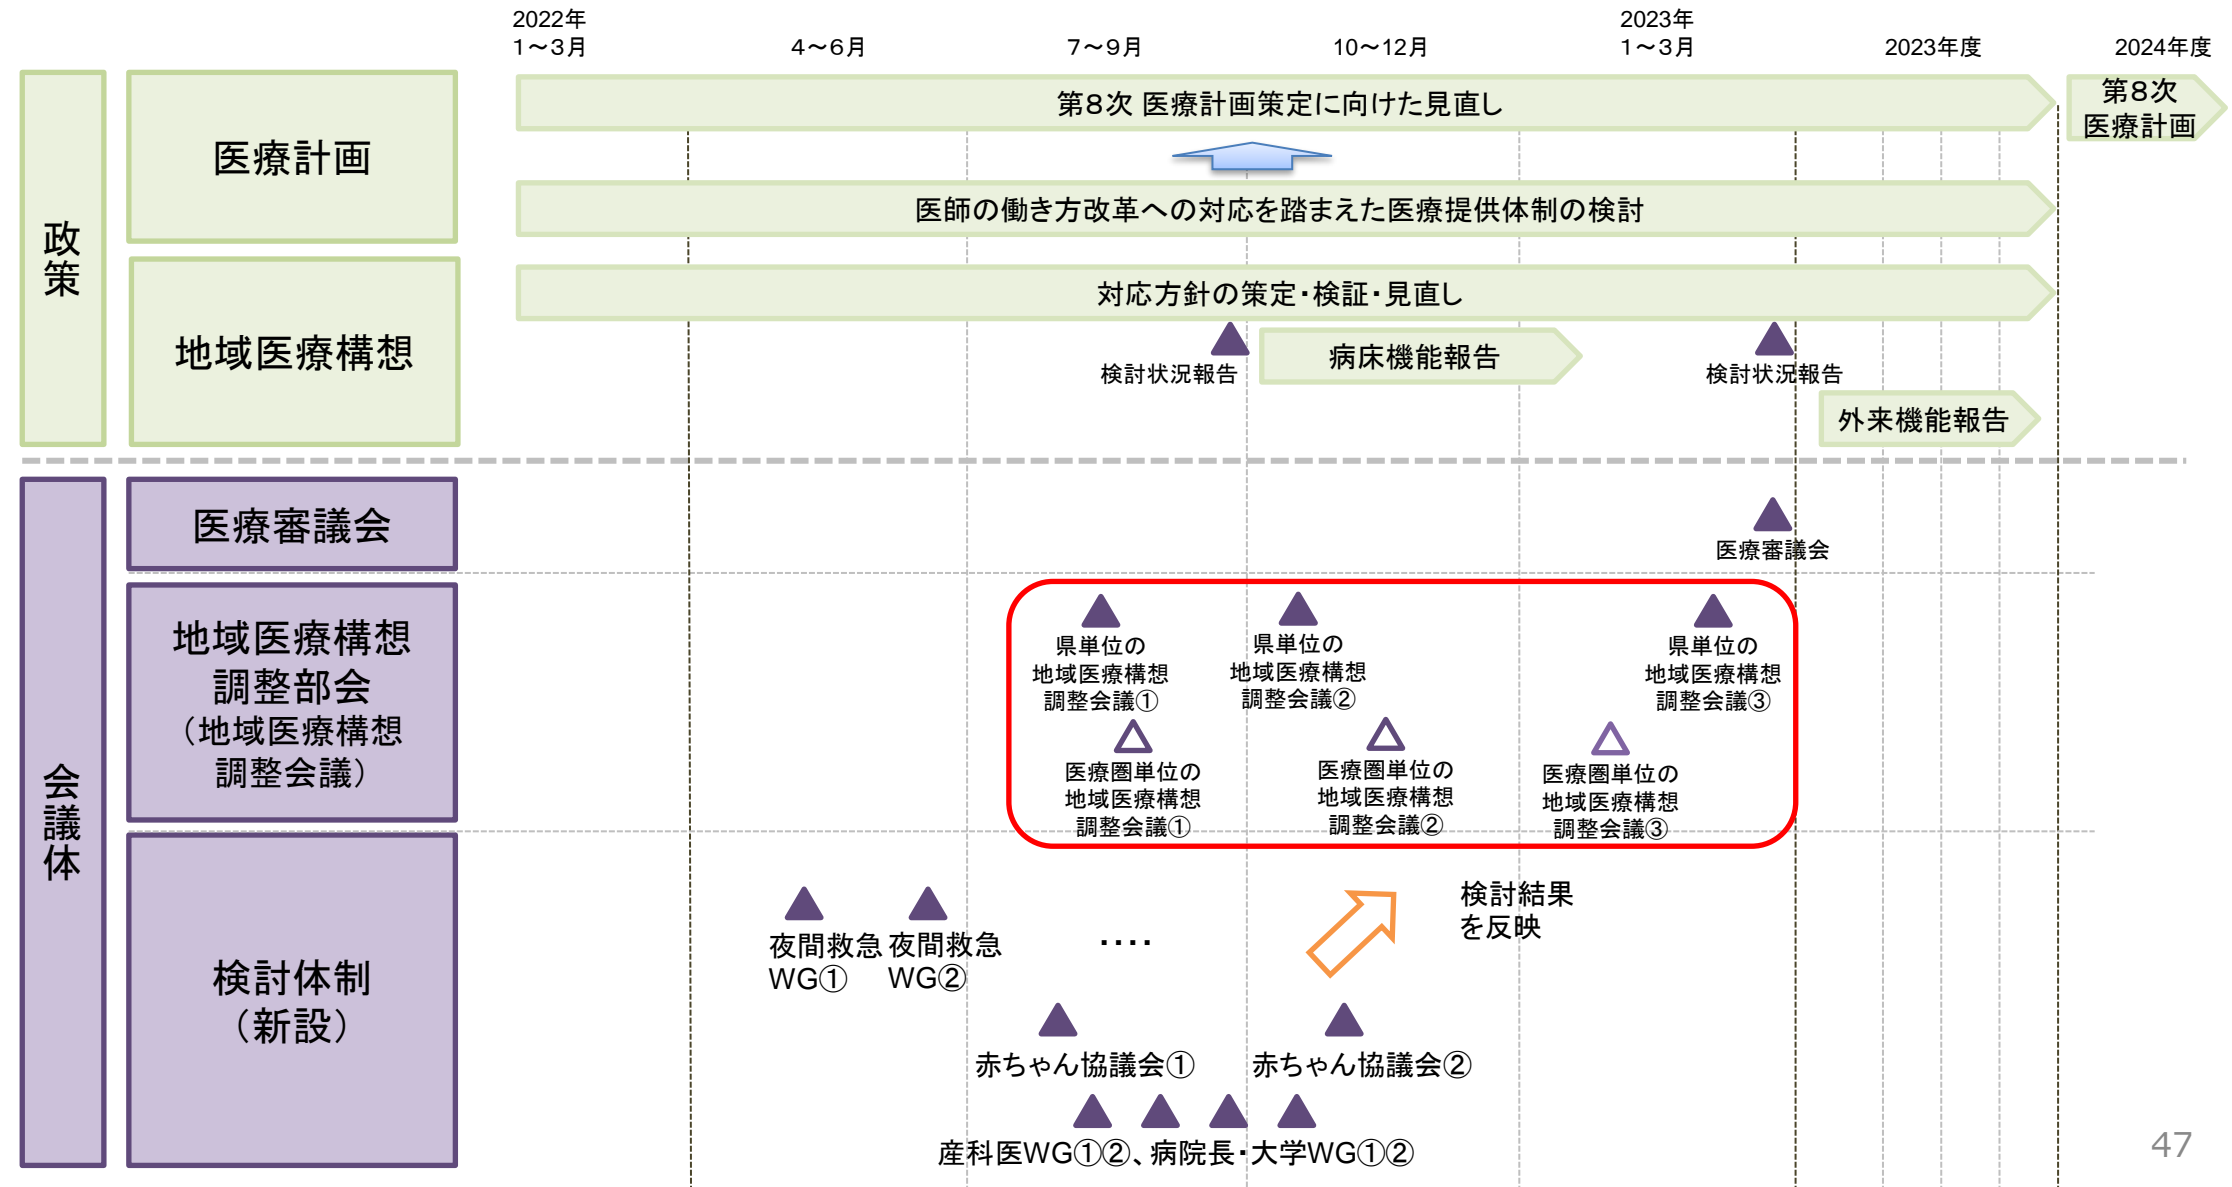 2022年
1～3月
4～6月
7～9月
10～12月
2023年
1～3月
2023年度
2024年度
政策
医療計画
第8次 医療計画策定に向けた見直し
第8次
医療計画
医師の働き方改革への対応を踏まえた医療提供体制の検討
地域医療構想
対応方針の策定・検証・見直し
検討状況報告
病床機能報告
検討状況報告
外来機能報告
会議体
医療審議会
医療審議会
地域医療構想
調整部会
（地域医療構想
調整会議）
県単位の
地域医療構想
調整会議①
県単位の
地域医療構想
調整会議②
県単位の
地域医療構想
調整会議③
医療圏単位の
地域医療構想
調整会議①
医療圏単位の
地域医療構想
調整会議②
医療圏単位の
地域医療構想
調整会議③
検討体制
（新設）
夜間救急
WG①
夜間救急
WG②
････
検討結果
を反映
赤ちゃん協議会①
赤ちゃん協議会②
産科医WG①②、病院長・大学WG①②
47